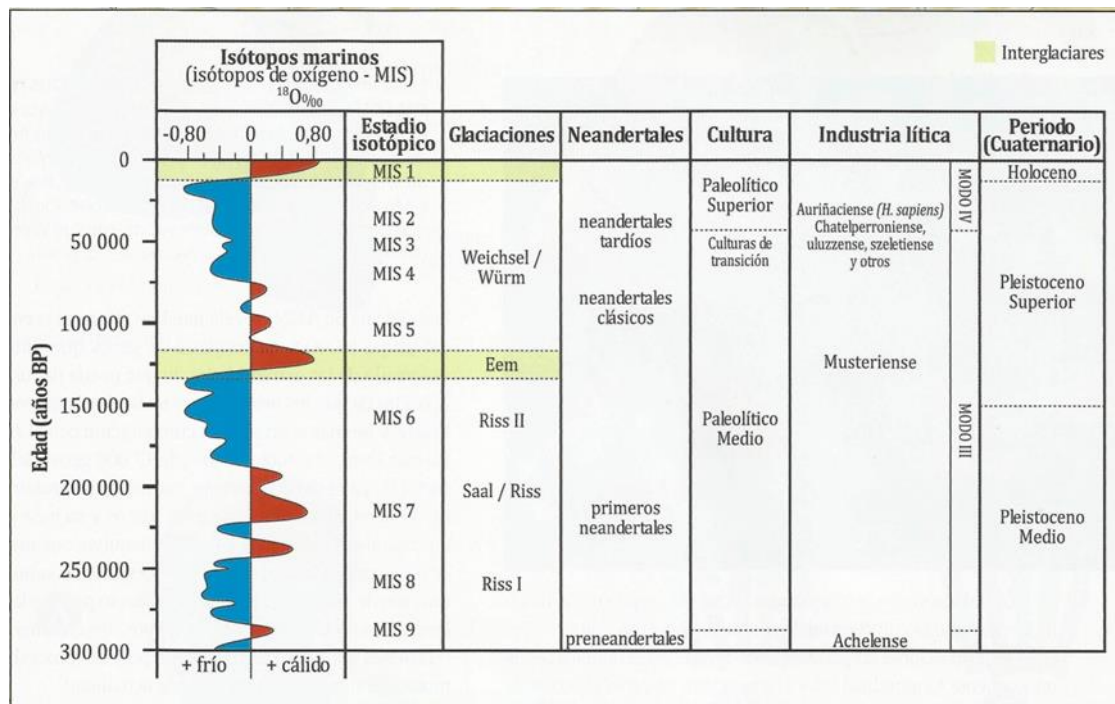 Isótopos marinos
(isótopos de oxígeno - MIS)
¹⁸O‰
Interglaciares
-0,80 0 0,80
Estadio
isotópico
Glaciaciones
Neandertales
Cultura
Industria lítica
Periodo
(Cuaternario)
Edad (años BP)
0
50 000
100 000
150 000
200 000
250 000
300 000
+ frío
+ cálido
MIS 1
MIS 2
MIS 3
MIS 4
MIS 5
MIS 6
MIS 7
MIS 8
MIS 9
Weichsel /
Würm
Eem
Riss II
Saal / Riss
Riss I
neandertales
tardíos
neandertales
clásicos
primeros
neandertales
preneandertales
Paleolítico
Superior
Culturas de
transición
Paleolítico
Medio
Auriñaciense (H. sapiens)
Chatelperroniense,
uluzzense, szeletiense
y otros
Musteriense
Achelense
MODO IV
MODO III
Holoceno
Pleistoceno
Superior
Pleistoceno
Medio